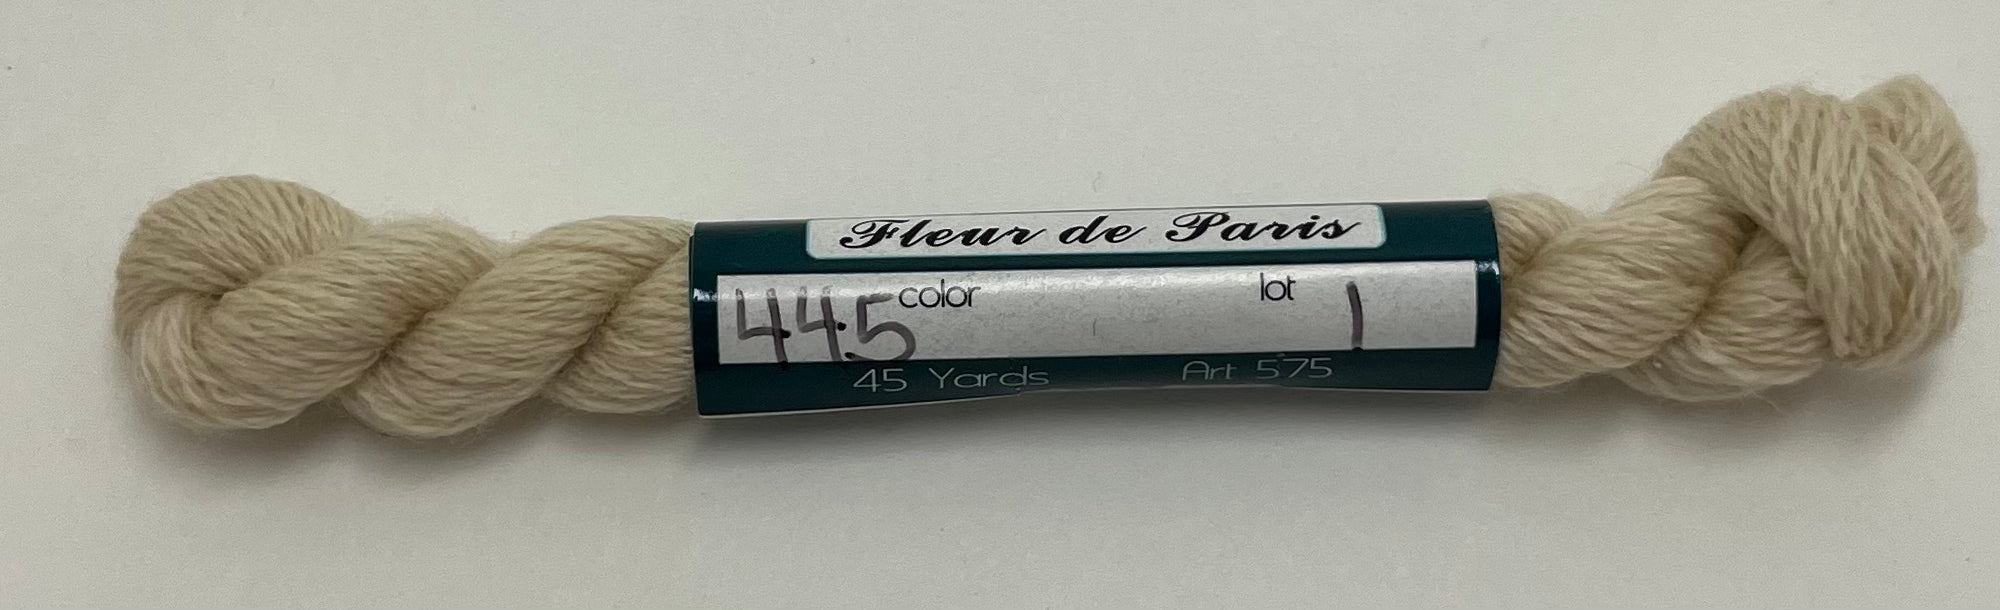 Fleur de Paris
445 color lot 1
45 Yards Art 575